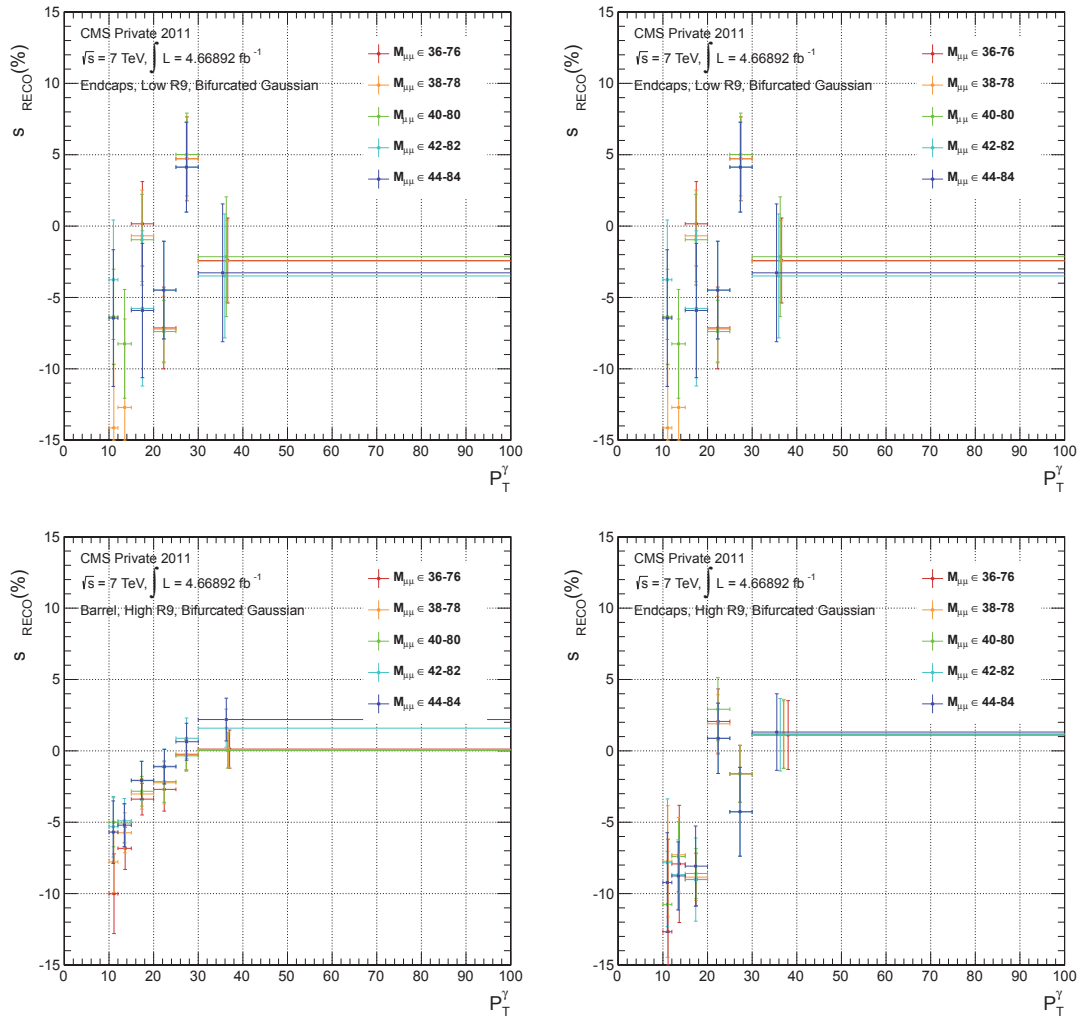 CMS Private 2011
√s = 7 TeV, ∫ L = 4.66892 fb⁻¹
Endcaps, Low R9, Bifurcated Gaussian
M_μμ ∈ 36-76
M_μμ ∈ 38-78
M_μμ ∈ 40-80
M_μμ ∈ 42-82
M_μμ ∈ 44-84
s_RECO(%)
15
10
5
0
-5
-10
-15
0 10 20 30 40 50 60 70 80 90 100
P_T^γ
CMS Private 2011
√s = 7 TeV, ∫ L = 4.66892 fb⁻¹
Endcaps, Low R9, Bifurcated Gaussian
M_μμ ∈ 36-76
M_μμ ∈ 38-78
M_μμ ∈ 40-80
M_μμ ∈ 42-82
M_μμ ∈ 44-84
s_RECO(%)
15
10
5
0
-5
-10
-15
0 10 20 30 40 50 60 70 80 90 100
P_T^γ
CMS Private 2011
√s = 7 TeV, ∫ L = 4.66892 fb⁻¹
Barrel, High R9, Bifurcated Gaussian
M_μμ ∈ 36-76
M_μμ ∈ 38-78
M_μμ ∈ 40-80
M_μμ ∈ 42-82
M_μμ ∈ 44-84
s_RECO(%)
15
10
5
0
-5
-10
-15
0 10 20 30 40 50 60 70 80 90 100
P_T^γ
CMS Private 2011
√s = 7 TeV, ∫ L = 4.66892 fb⁻¹
Endcaps, High R9, Bifurcated Gaussian
M_μμ ∈ 36-76
M_μμ ∈ 38-78
M_μμ ∈ 40-80
M_μμ ∈ 42-82
M_μμ ∈ 44-84
s_RECO(%)
15
10
5
0
-5
-10
-15
0 10 20 30 40 50 60 70 80 90 100
P_T^γ